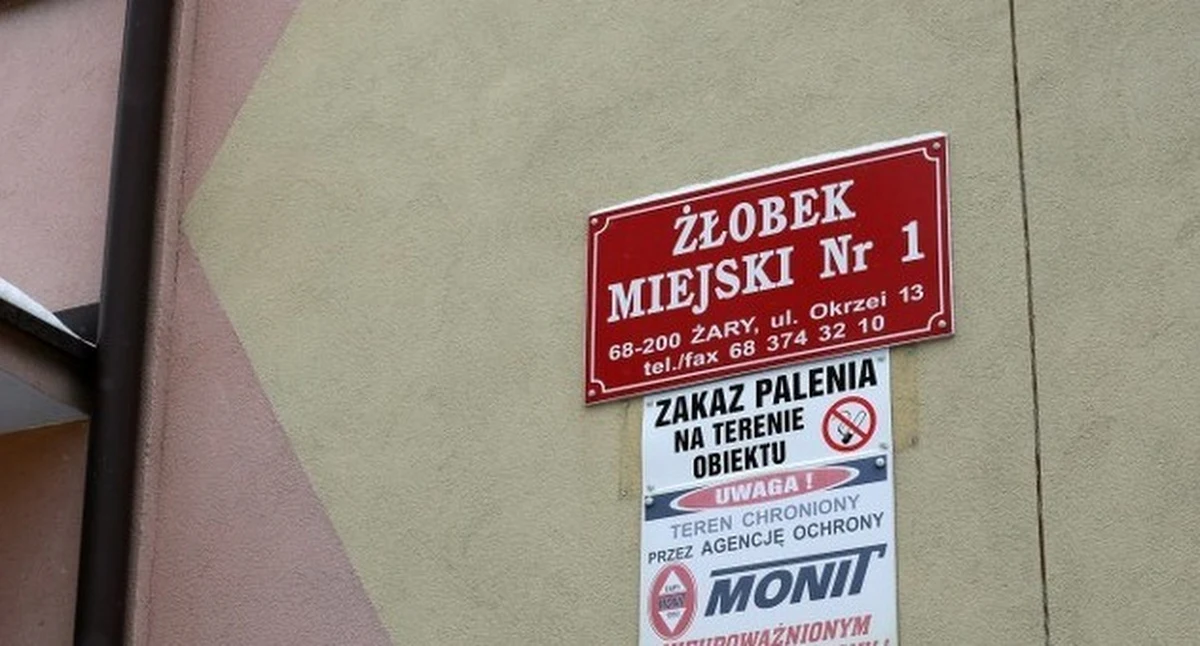 ŻŁOBEK
MIEJSKI Nr 1
68-200 ŻARY, ul. Okrzei 13
tel./fax 68 374 32 10
ZAKAZ PALENIA
NA TERENIE
OBIEKTU
UWAGA !
TEREN CHRONIONY
PRZEZ AGENCJĘ OCHRONY
MONIT